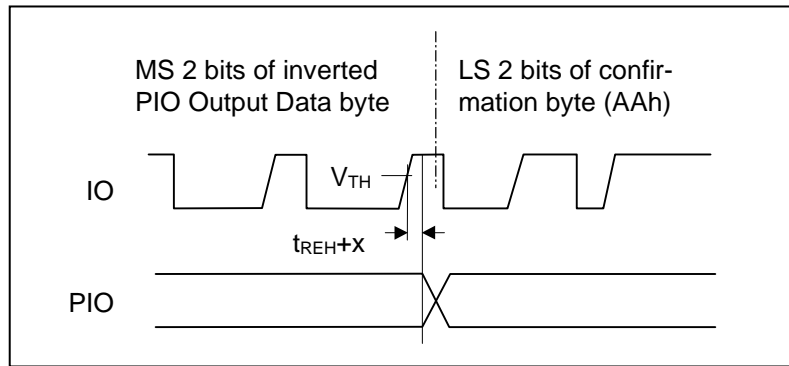 MS 2 bits of inverted
PIO Output Data byte
LS 2 bits of confir-
mation byte (AAh)
IO
VTH
tREH+x
PIO